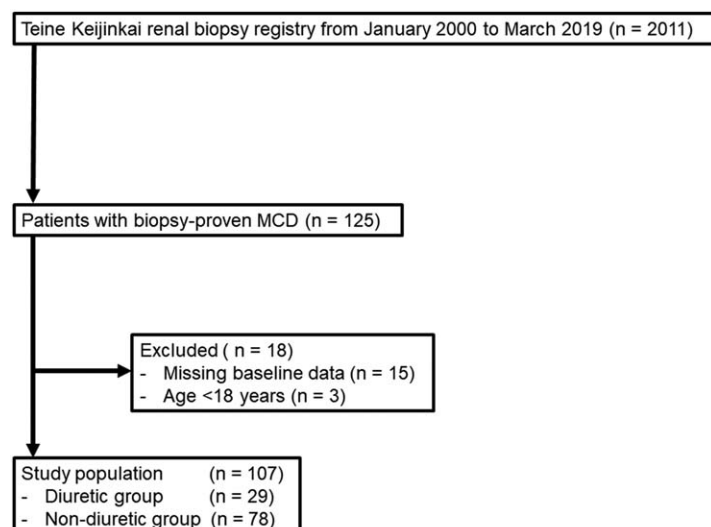 Teine Keijinkai renal biopsy registry from January 2000 to March 2019 (n = 2011)
Patients with biopsy-proven MCD (n = 125)
Excluded ( n = 18)
- Missing baseline data (n = 15)
- Age <18 years (n = 3)
Study population (n = 107)
- Diuretic group (n = 29)
- Non-diuretic group (n = 78)